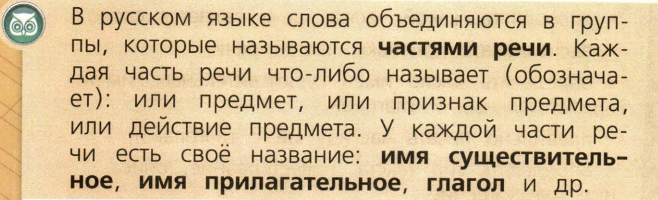 В русском языке слова объединяются в груп-
пы, которые называются частями речи. Каж-
дая часть речи что-либо называет (обознача-
ет): или предмет, или признак предмета,
или действие предмета. У каждой части ре-
чи есть своё название: имя существитель-
ное, имя прилагательное, глагол и др.